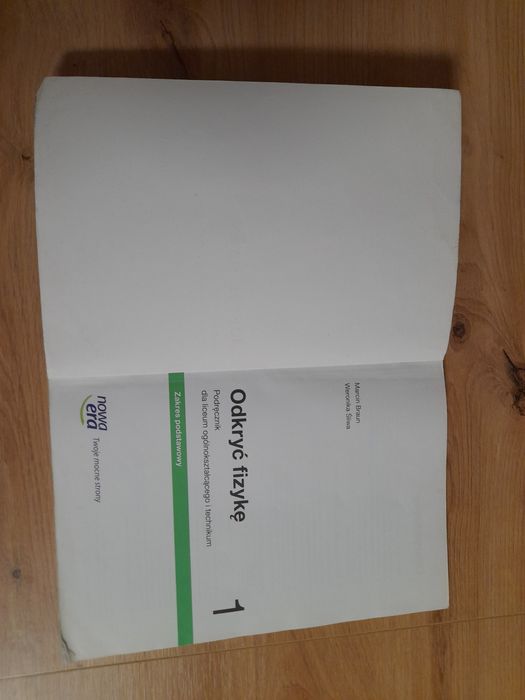 Marcin Braun
Weronika Śliwa
Odkryć fizykę 1
Podręcznik
dla liceum ogólnokształcącego i technikum
Zakres podstawowy
nowa
era
Twoje mocne strony